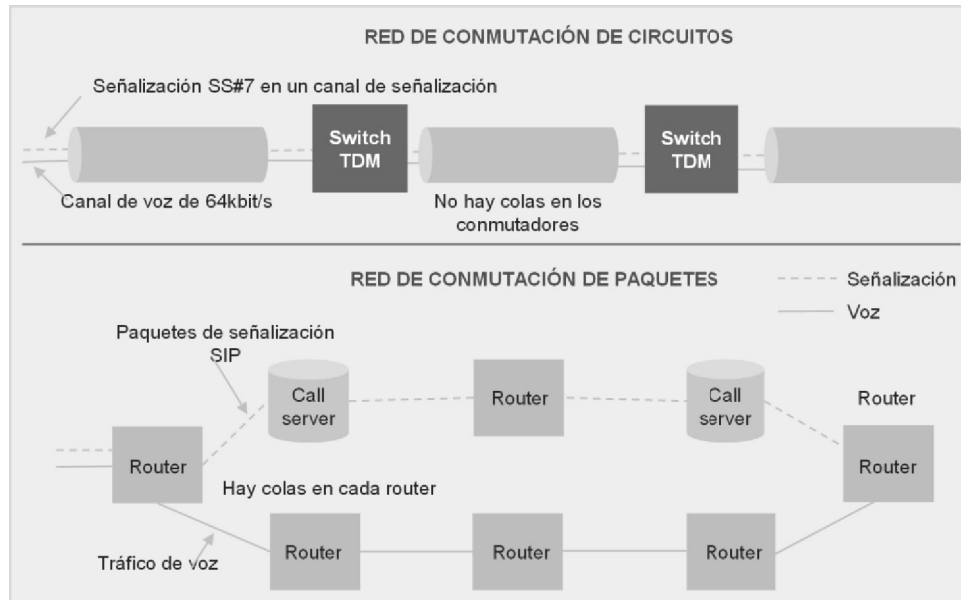 RED DE CONMUTACIÓN DE CIRCUITOS
Señalización SS#7 en un canal de señalización
Switch
TDM
Switch
TDM
Canal de voz de 64kbit/s
No hay colas en los
conmutadores
RED DE CONMUTACIÓN DE PAQUETES
Señalización
Voz
Paquetes de señalización
SIP
Call
server
Router
Call
server
Router
Router
Router
Hay colas en cada router
Tráfico de voz
Router
Router
Router